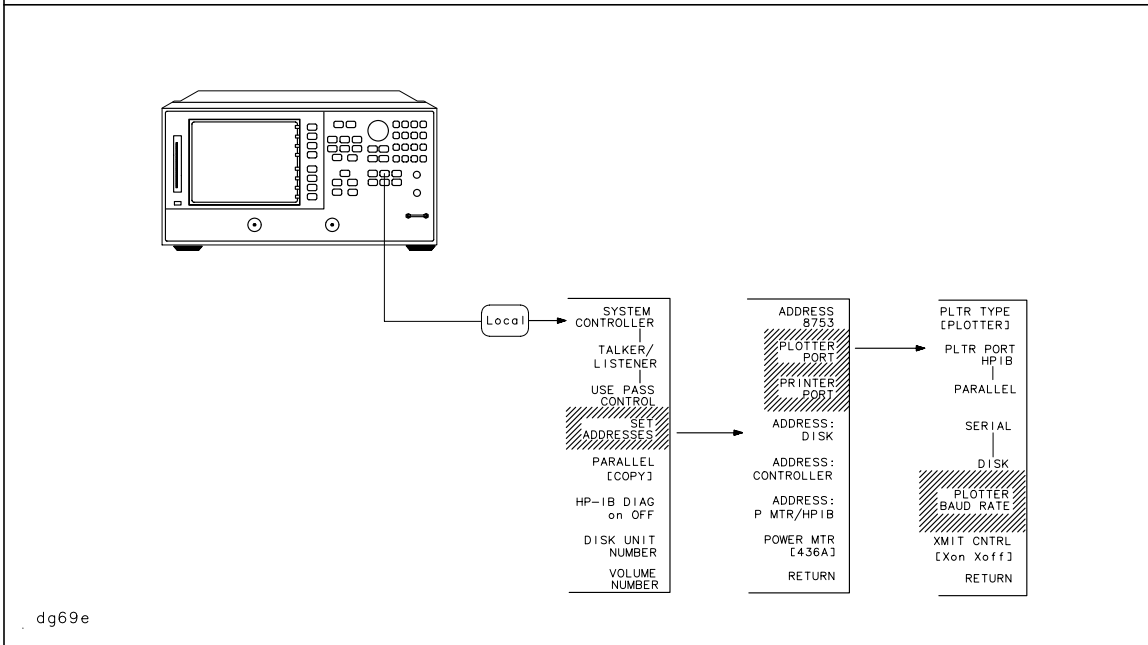 Local
SYSTEM
CONTROLLER
TALKER/
LISTENER
USE PASS
CONTROL
SET
ADDRESSES
PARALLEL
[COPY]
HP-IB DIAG
on OFF
DISK UNIT
NUMBER
VOLUME
NUMBER
ADDRESS
8753
PLOTTER
PORT
PRINTER
PORT
ADDRESS:
DISK
ADDRESS:
CONTROLLER
ADDRESS:
P MTR/HPIB
POWER MTR
[436A]
RETURN
PLTR TYPE
[PLOTTER]
PLTR PORT
HPIB
PARALLEL
SERIAL
DISK
PLOTTER
BAUD RATE
XMIT CNTRL
[Xon Xoff]
RETURN
dg69e